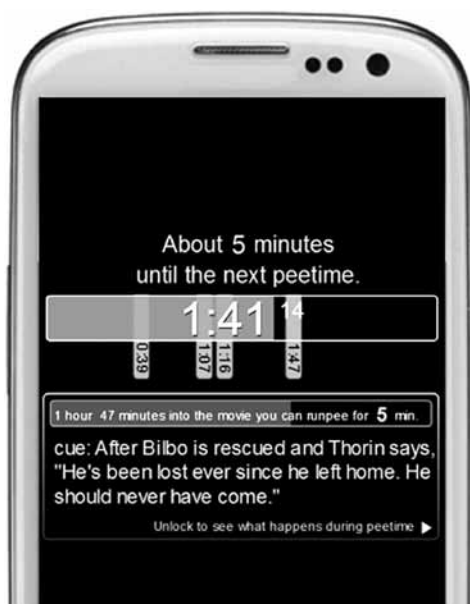 About 5 minutes
until the next peetime.
1:41 14
0:39 1:07 1:16 1:47
1 hour 47 minutes into the movie you can runpee for 5 min.
cue: After Bilbo is rescued and Thorin says,
"He's been lost ever since he left home. He
should never have come."
Unlock to see what happens during peetime